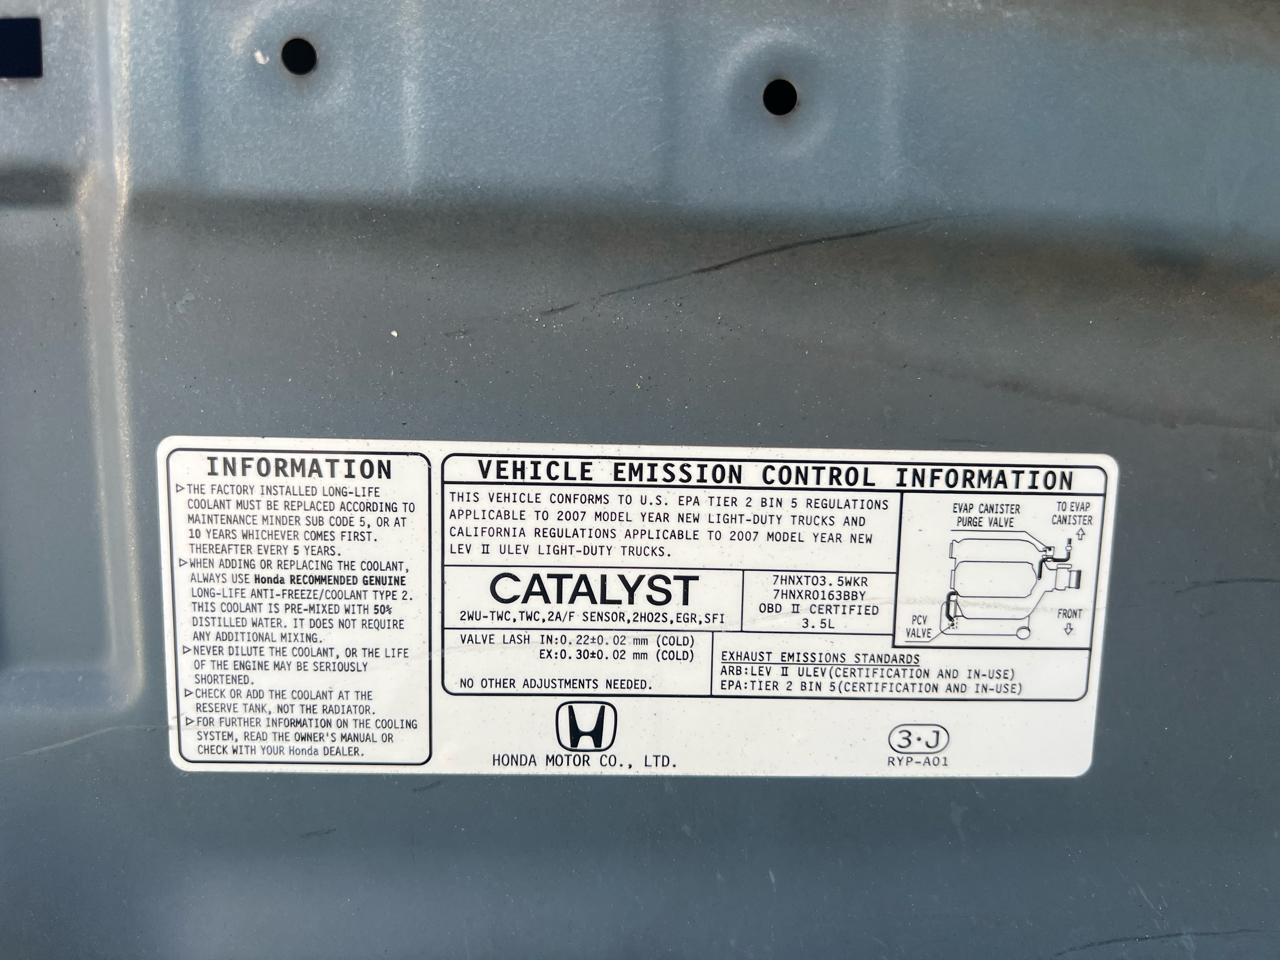 INFORMATION
▷THE FACTORY INSTALLED LONG-LIFE
COOLANT MUST BE REPLACED ACCORDING TO
MAINTENANCE MINDER SUB CODE 5, OR AT
10 YEARS WHICHEVER COMES FIRST.
THEREAFTER EVERY 5 YEARS.
▷WHEN ADDING OR REPLACING THE COOLANT,
ALWAYS USE Honda RECOMMENDED GENUINE
LONG-LIFE ANTI-FREEZE/COOLANT TYPE 2.
THIS COOLANT IS PRE-MIXED WITH 50%
DISTILLED WATER. IT DOES NOT REQUIRE
ANY ADDITIONAL MIXING.
▷NEVER DILUTE THE COOLANT, OR THE LIFE
OF THE ENGINE MAY BE SERIOUSLY
SHORTENED.
▷CHECK OR ADD THE COOLANT AT THE
RESERVE TANK, NOT THE RADIATOR.
▷FOR FURTHER INFORMATION ON THE COOLING
SYSTEM, READ THE OWNER'S MANUAL OR
CHECK WITH YOUR Honda DEALER.
VEHICLE EMISSION CONTROL INFORMATION
THIS VEHICLE CONFORMS TO U.S. EPA TIER 2 BIN 5 REGULATIONS
APPLICABLE TO 2007 MODEL YEAR NEW LIGHT-DUTY TRUCKS AND
CALIFORNIA REGULATIONS APPLICABLE TO 2007 MODEL YEAR NEW
LEV II ULEV LIGHT-DUTY TRUCKS.
CATALYST
2WU-TWC,TWC,2A/F SENSOR,2HO2S,EGR,SFI
7HNXT03.5WKR
7HNXR0163BBY
OBD II CERTIFIED
3.5L
EVAP CANISTER
PURGE VALVE
TO EVAP
CANISTER
PCV
VALVE
FRONT
VALVE LASH IN:0.22±0.02 mm (COLD)
EX:0.30±0.02 mm (COLD)
NO OTHER ADJUSTMENTS NEEDED.
EXHAUST EMISSIONS STANDARDS
ARB:LEV II ULEV(CERTIFICATION AND IN-USE)
EPA:TIER 2 BIN 5(CERTIFICATION AND IN-USE)
HONDA MOTOR CO., LTD.
3·J
RYP-A01